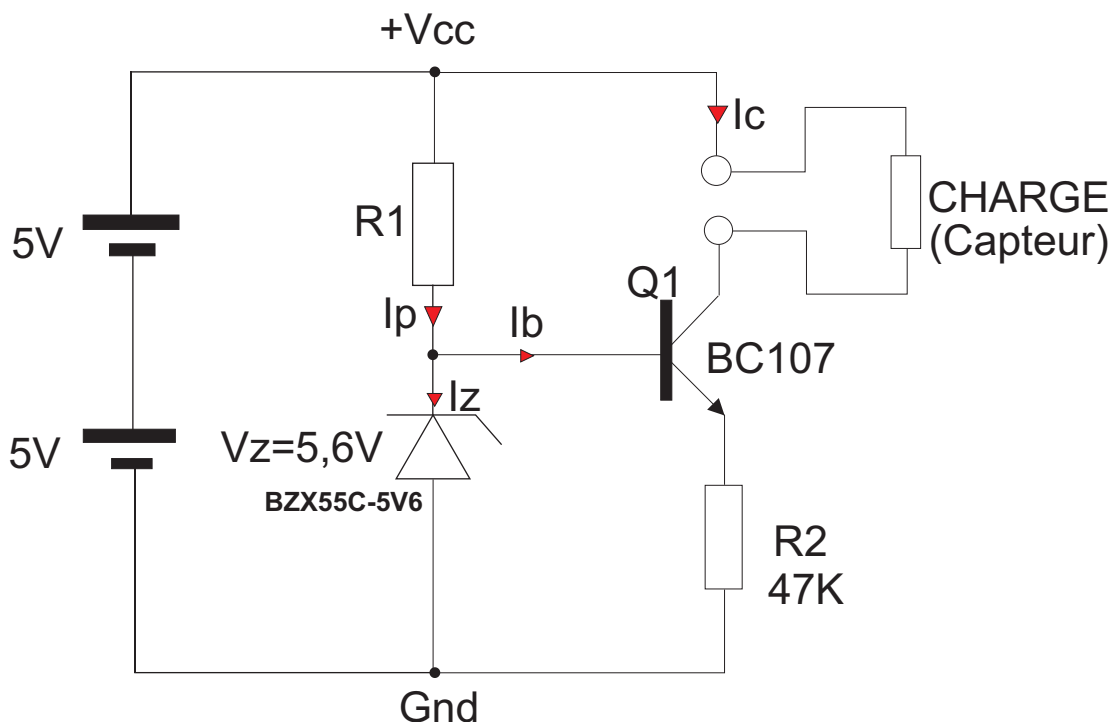 +Vcc
Ic
5V
R1
CHARGE
(Capteur)
Q1
Ip
Ib
BC107
Iz
5V
Vz=5,6V
BZX55C-5V6
R2
47K
Gnd